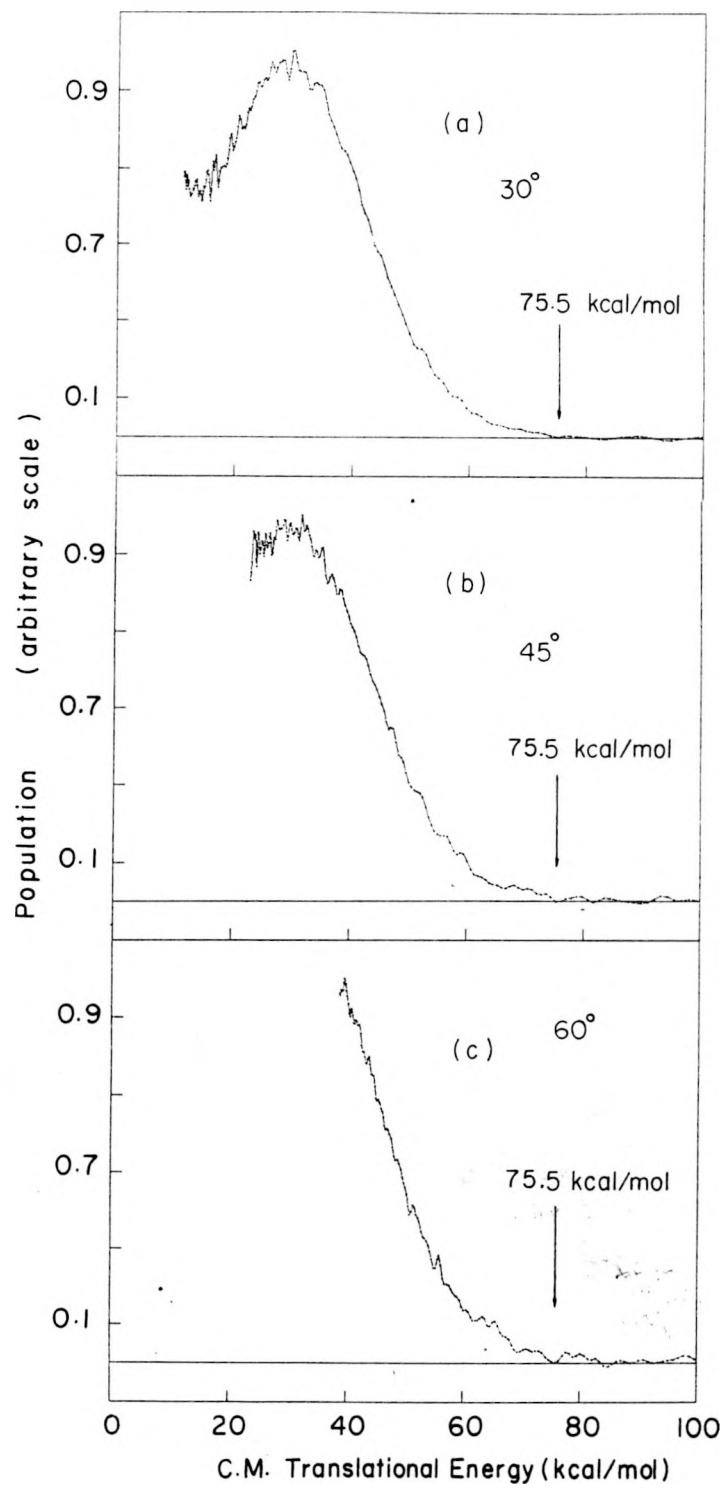 0.9
(a)
30°
0.7
75.5 kcal/mol
0.1
Population (arbitrary scale)
0.9
(b)
45°
0.7
75.5 kcal/mol
0.1
0.9
(c)
60°
0.7
75.5 kcal/mol
0.1
0 20 40 60 80 100
C.M. Translational Energy (kcal/mol)